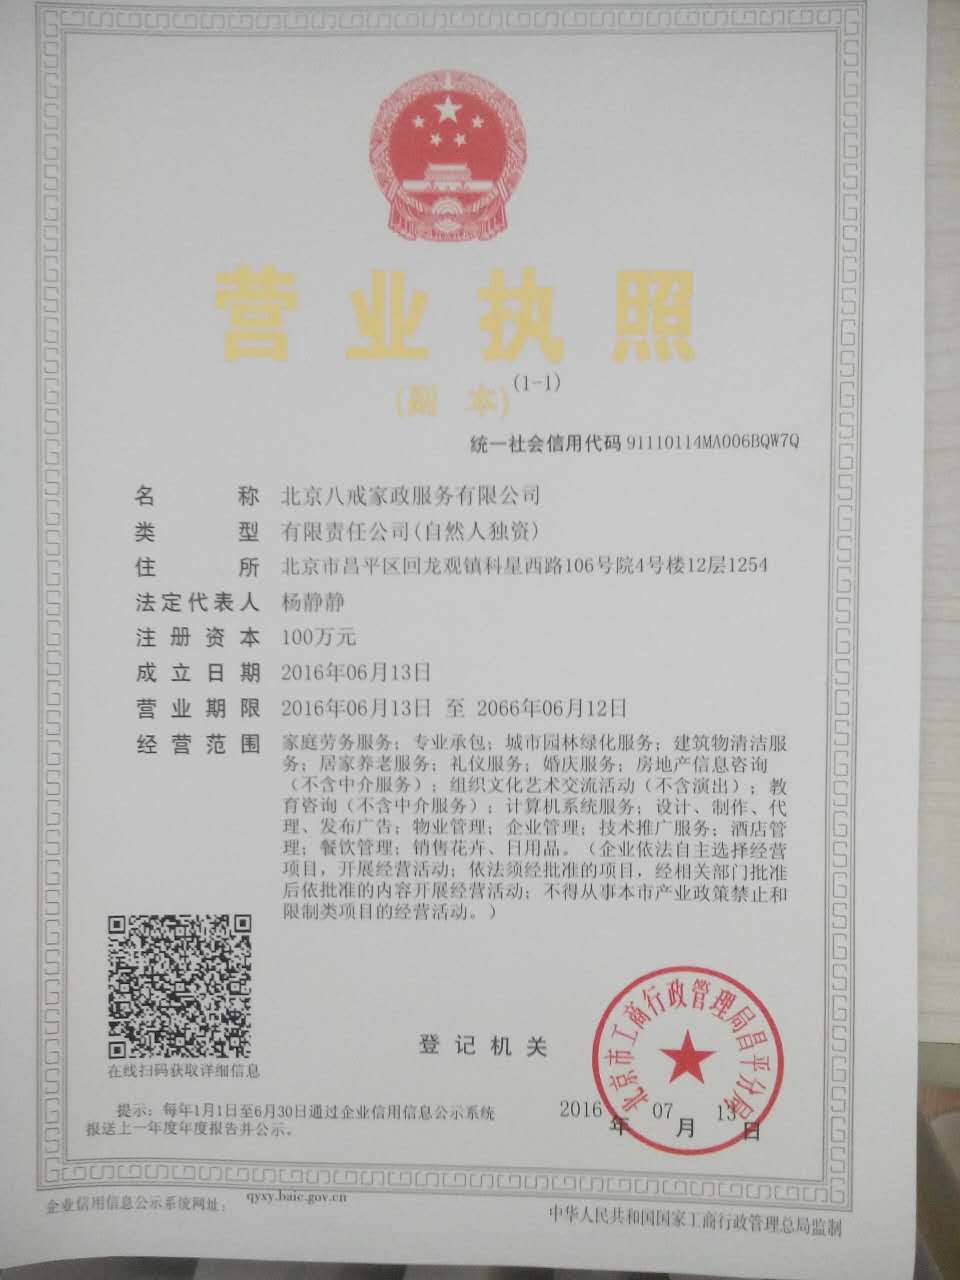 营业执照
(副 本)(1-1)
统一社会信用代码 91110114MA006BQW7Q
名称 北京八戒家政服务有限公司
类型 有限责任公司(自然人独资)
住所 北京市昌平区回龙观镇科星西路106号院4号楼12层1254
法定代表人 杨静静
注册资本 100万元
成立日期 2016年06月13日
营业期限 2016年06月13日 至 2066年06月12日
经营范围 家庭劳务服务；专业承包；城市园林绿化服务；建筑物清洁服
务；居家养老服务；礼仪服务；婚庆服务；房地产信息咨询
（不含中介服务）；组织文化艺术交流活动（不含演出）；教
育咨询（不含中介服务）；计算机系统服务；设计、制作、代
理、发布广告；物业管理；企业管理；技术推广服务；酒店管
理；餐饮管理；销售花卉、日用品。（企业依法自主选择经营
项目，开展经营活动；依法须经批准的项目，经相关部门批准
后依批准的内容开展经营活动；不得从事本市产业政策禁止和
限制类项目的经营活动。）
在线扫码获取详细信息
登记机关
北京市工商行政管理局昌平分局
2016年07月13日
提示：每年1月1日至6月30日通过企业信用信息公示系统
报送上一年度年度报告并公示。
企业信用信息公示系统网址： qyxy.baic.gov.cn
中华人民共和国国家工商行政管理总局监制